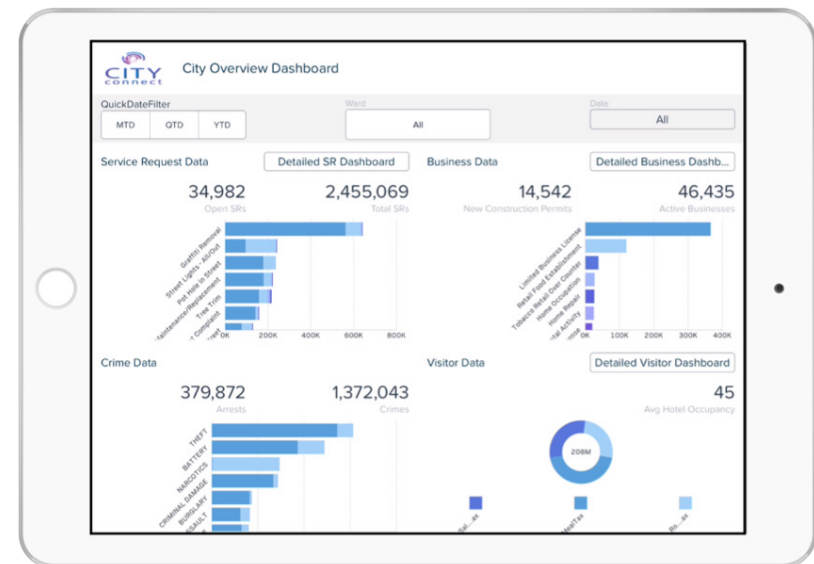 CITY
connect
City Overview Dashboard
QuickDateFilter
MTD QTD YTD
Ward
All
Date
All
Service Request Data
Detailed SR Dashboard
34,982
Open SRs
2,455,069
Total SRs
Graffiti Removal
Street Lights - All/Out
Pot Hole in Street
Maintenance/Replacement
Tree Trim
Complaint
0K 200K 400K 600K 800K
Business Data
Detailed Business Dashb...
14,542
New Construction Permits
46,435
Active Businesses
Limited Business License
Retail Food Establishment
Tobacco Retail Over Counter
Home Occupation
Home Repair
Activity
0K 100K 200K 300K 400K
Crime Data
379,872
Arrests
1,372,043
Crimes
THEFT
BATTERY
NARCOTICS
CRIMINAL DAMAGE
BURGLARY
Visitor Data
Detailed Visitor Dashboard
45
Avg Hotel Occupancy
208M